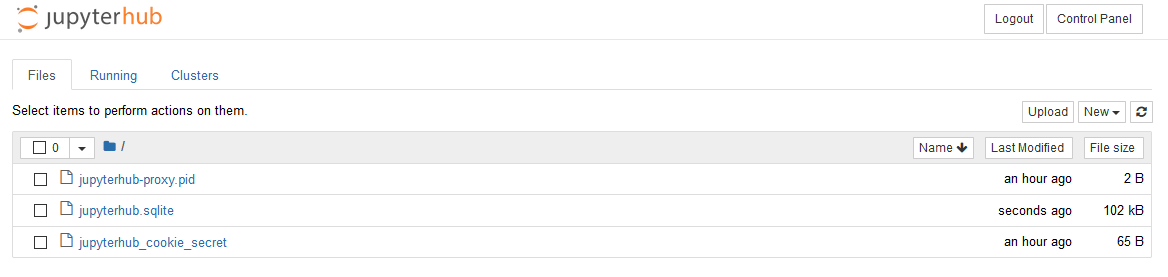 jupyterhub Logout Control Panel
Files Running Clusters
Select items to perform actions on them. Upload New
0 / Name Last Modified File size
jupyterhub-proxy.pid an hour ago 2 B
jupyterhub.sqlite seconds ago 102 kB
jupyterhub_cookie_secret an hour ago 65 B